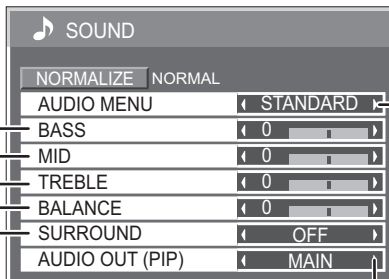 SOUND
NORMALIZE NORMAL
AUDIO MENU STANDARD
BASS 0
MID 0
TREBLE 0
BALANCE 0
SURROUND OFF
AUDIO OUT (PIP) MAIN